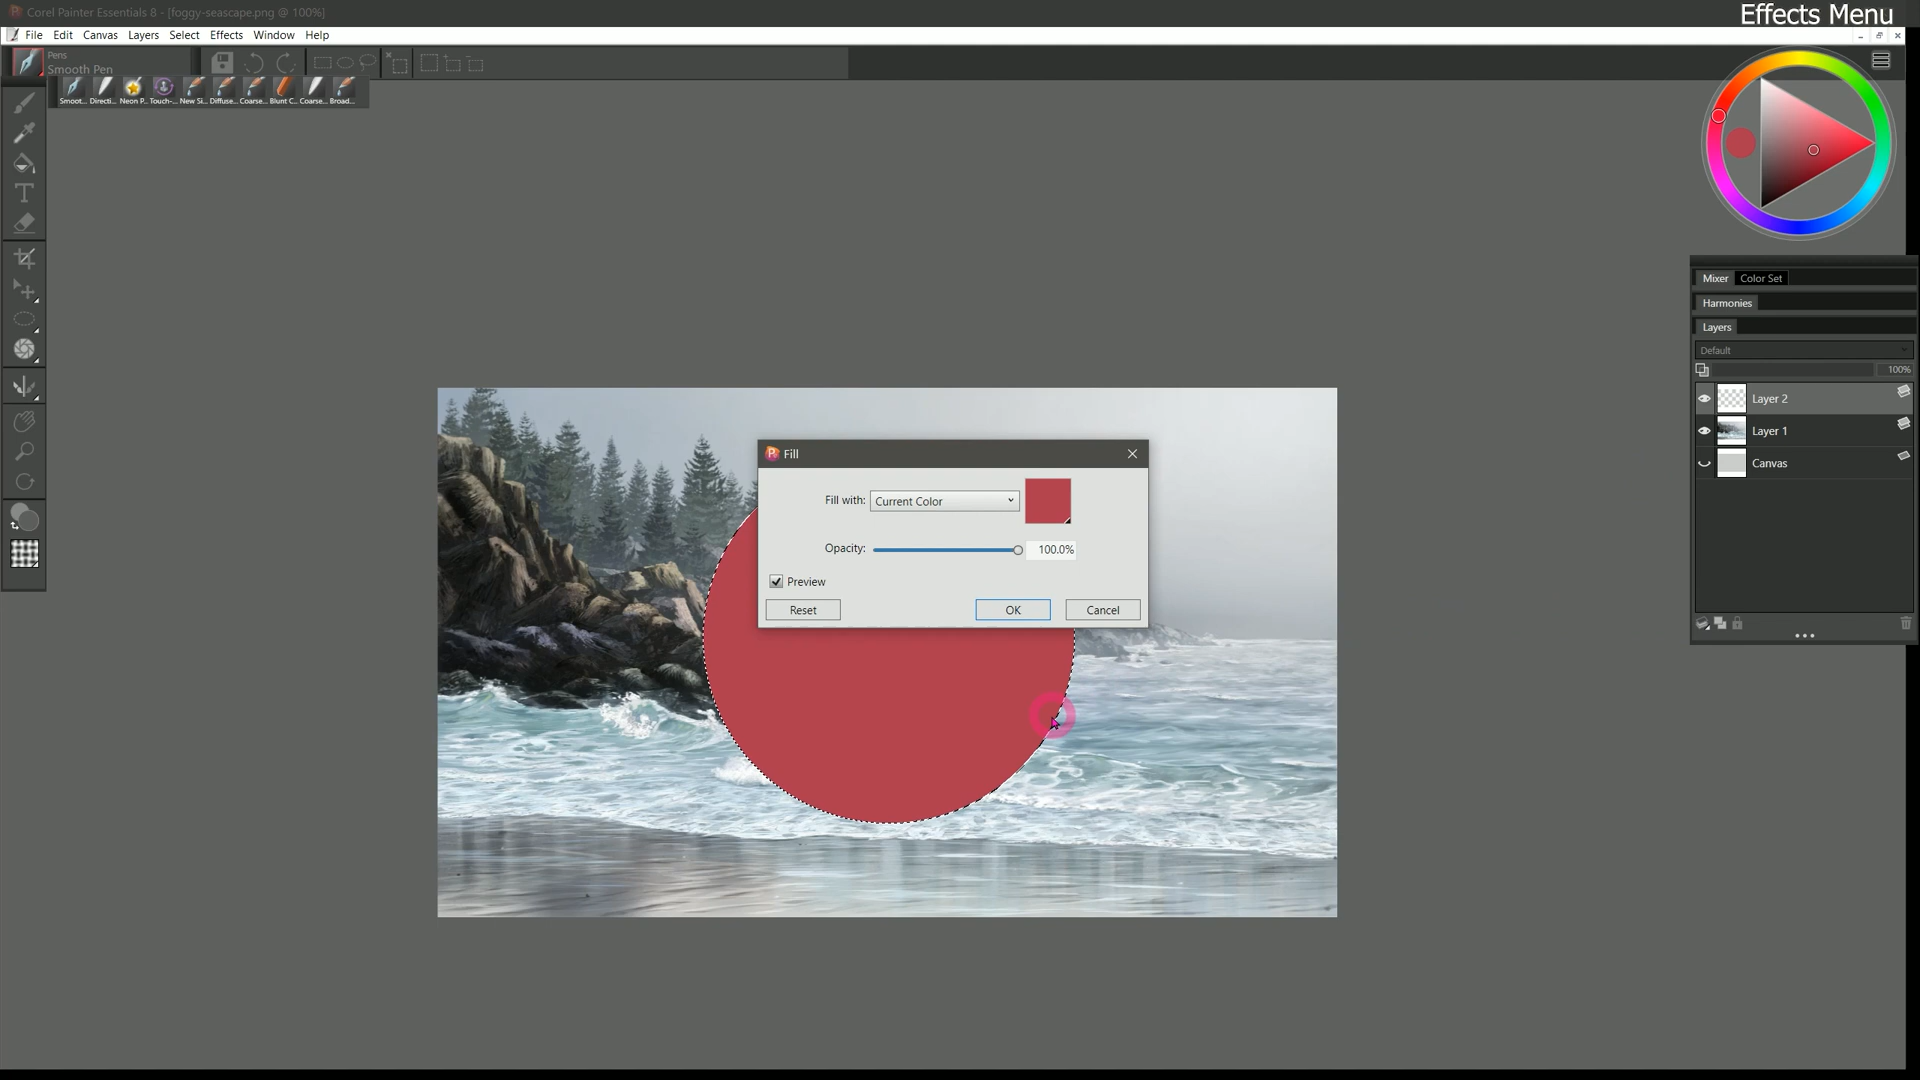 Corel Painter Essentials 8 - [foggy-seascape.png @ 100%]
Effects Menu
File Edit Canvas Layers Select Effects Window Help
Pens
Smooth Pen
Smoot... Directi... Neon P... Touch-... New Si... Diffuse... Coarse... Blunt C... Coarse... Broad...
Mixer Color Set
Harmonies
Layers
Default
100%
Layer 2
Layer 1
Canvas
Fill
Fill with: Current Color
Opacity: 100.0%
Preview
Reset OK Cancel